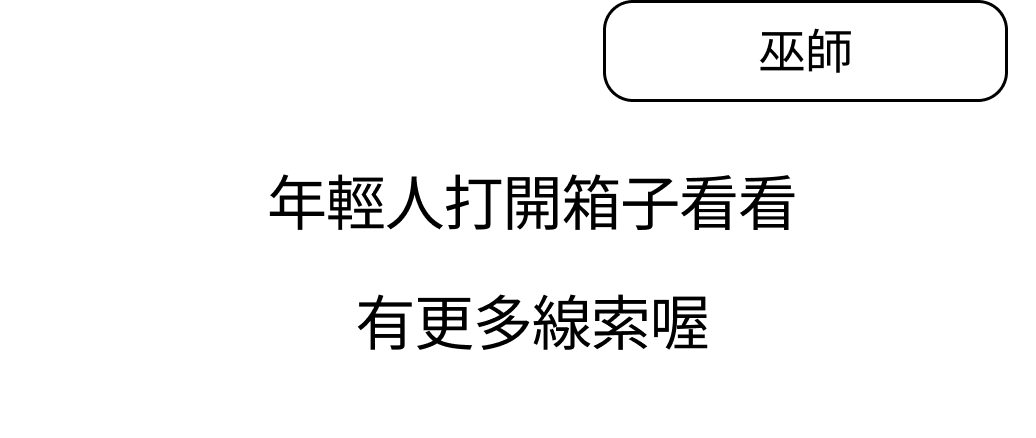 巫師
年輕人打開箱子看看
有更多線索喔